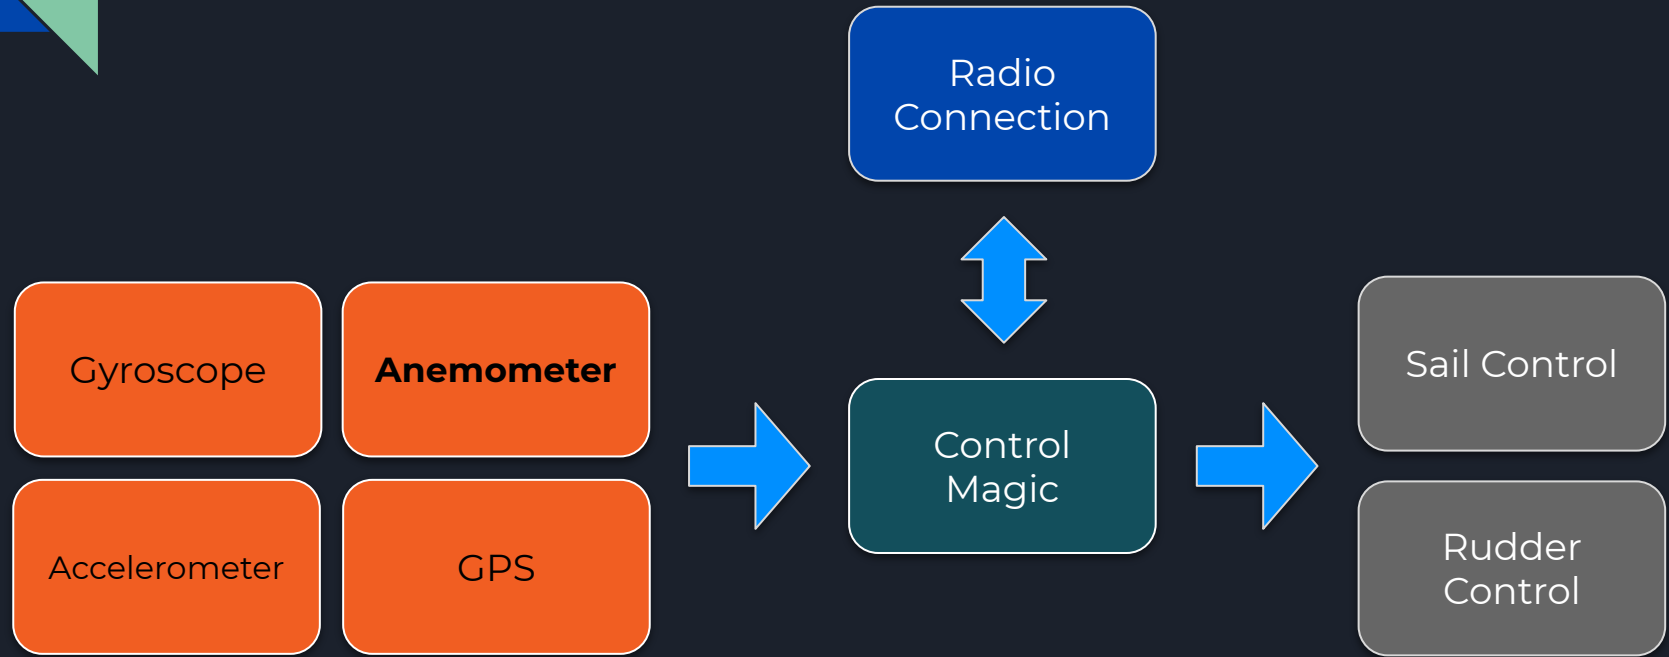 Radio
Connection
Gyroscope
Anemometer
Accelerometer
GPS
Control
Magic
Sail Control
Rudder
Control